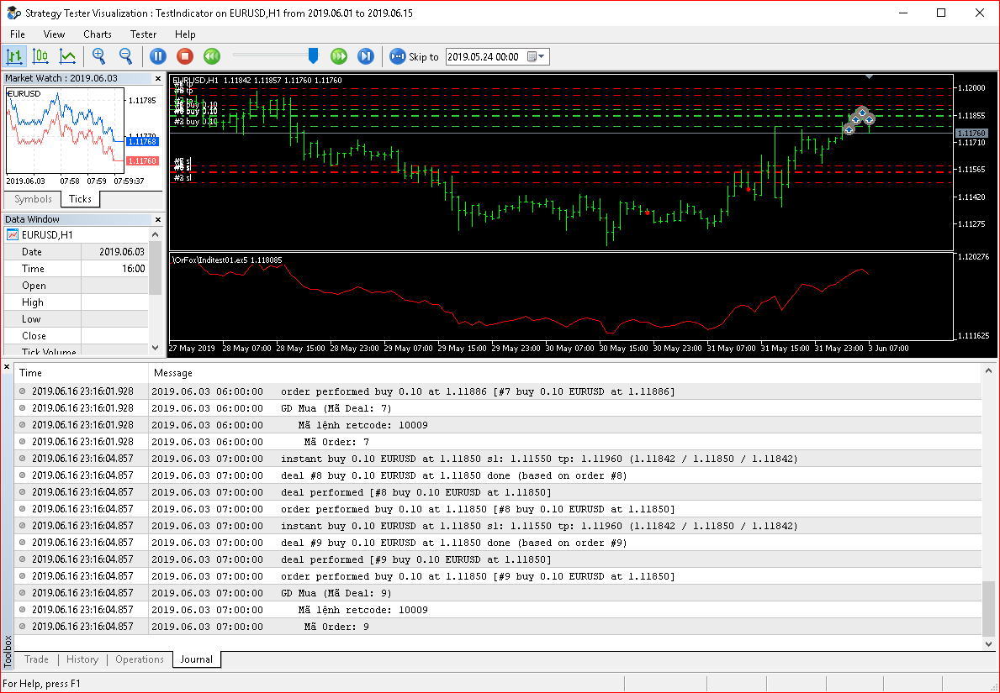 Strategy Tester Visualization : TestIndicator on EURUSD,H1 from 2019.06.01 to 2019.06.15
File View Charts Tester Help
Skip to 2019.05.24 00:00
Market Watch : 2019.06.03
EURUSD
1.11785
1.11770
1.11768
1.11760
2019.06.03 07:58 07:59 07:59:37
Symbols Ticks
Data Window
EURUSD,H1
Date 2019.06.03
Time 16:00
Open
High
Low
Close
Tick Volume
EURUSD,H1 1.11842 1.11857 1.11760 1.11760
#2 buy 0.10
#2 sl
1.12000
1.11855
1.11760
1.11710
1.11565
1.11420
1.11275
\OrFox\Inditest01.ex5 1.118085
1.120276
1.111625
27 May 2019 28 May 07:00 28 May 15:00 28 May 23:00 29 May 07:00 29 May 15:00 29 May 23:00 30 May 07:00 30 May 15:00 30 May 23:00 31 May 07:00 31 May 15:00 31 May 23:00 3 Jun 07:00
Time Message
2019.06.16 23:16:01.928 2019.06.03 06:00:00 order performed buy 0.10 at 1.11886 [#7 buy 0.10 EURUSD at 1.11886]
2019.06.16 23:16:01.928 2019.06.03 06:00:00 GD Mua (Mã Deal: 7)
2019.06.16 23:16:01.928 2019.06.03 06:00:00 Mã lệnh retcode: 10009
2019.06.16 23:16:01.928 2019.06.03 06:00:00 Mã Order: 7
2019.06.16 23:16:04.857 2019.06.03 07:00:00 instant buy 0.10 EURUSD at 1.11850 sl: 1.11550 tp: 1.11960 (1.11842 / 1.11850 / 1.11842)
2019.06.16 23:16:04.857 2019.06.03 07:00:00 deal #8 buy 0.10 EURUSD at 1.11850 done (based on order #8)
2019.06.16 23:16:04.857 2019.06.03 07:00:00 deal performed [#8 buy 0.10 EURUSD at 1.11850]
2019.06.16 23:16:04.857 2019.06.03 07:00:00 order performed buy 0.10 at 1.11850 [#8 buy 0.10 EURUSD at 1.11850]
2019.06.16 23:16:04.857 2019.06.03 07:00:00 instant buy 0.10 EURUSD at 1.11850 sl: 1.11550 tp: 1.11960 (1.11842 / 1.11850 / 1.11842)
2019.06.16 23:16:04.857 2019.06.03 07:00:00 deal #9 buy 0.10 EURUSD at 1.11850 done (based on order #9)
2019.06.16 23:16:04.857 2019.06.03 07:00:00 deal performed [#9 buy 0.10 EURUSD at 1.11850]
2019.06.16 23:16:04.857 2019.06.03 07:00:00 order performed buy 0.10 at 1.11850 [#9 buy 0.10 EURUSD at 1.11850]
2019.06.16 23:16:04.857 2019.06.03 07:00:00 GD Mua (Mã Deal: 9)
2019.06.16 23:16:04.857 2019.06.03 07:00:00 Mã lệnh retcode: 10009
2019.06.16 23:16:04.857 2019.06.03 07:00:00 Mã Order: 9
Toolbox
Trade History Operations Journal
For Help, press F1